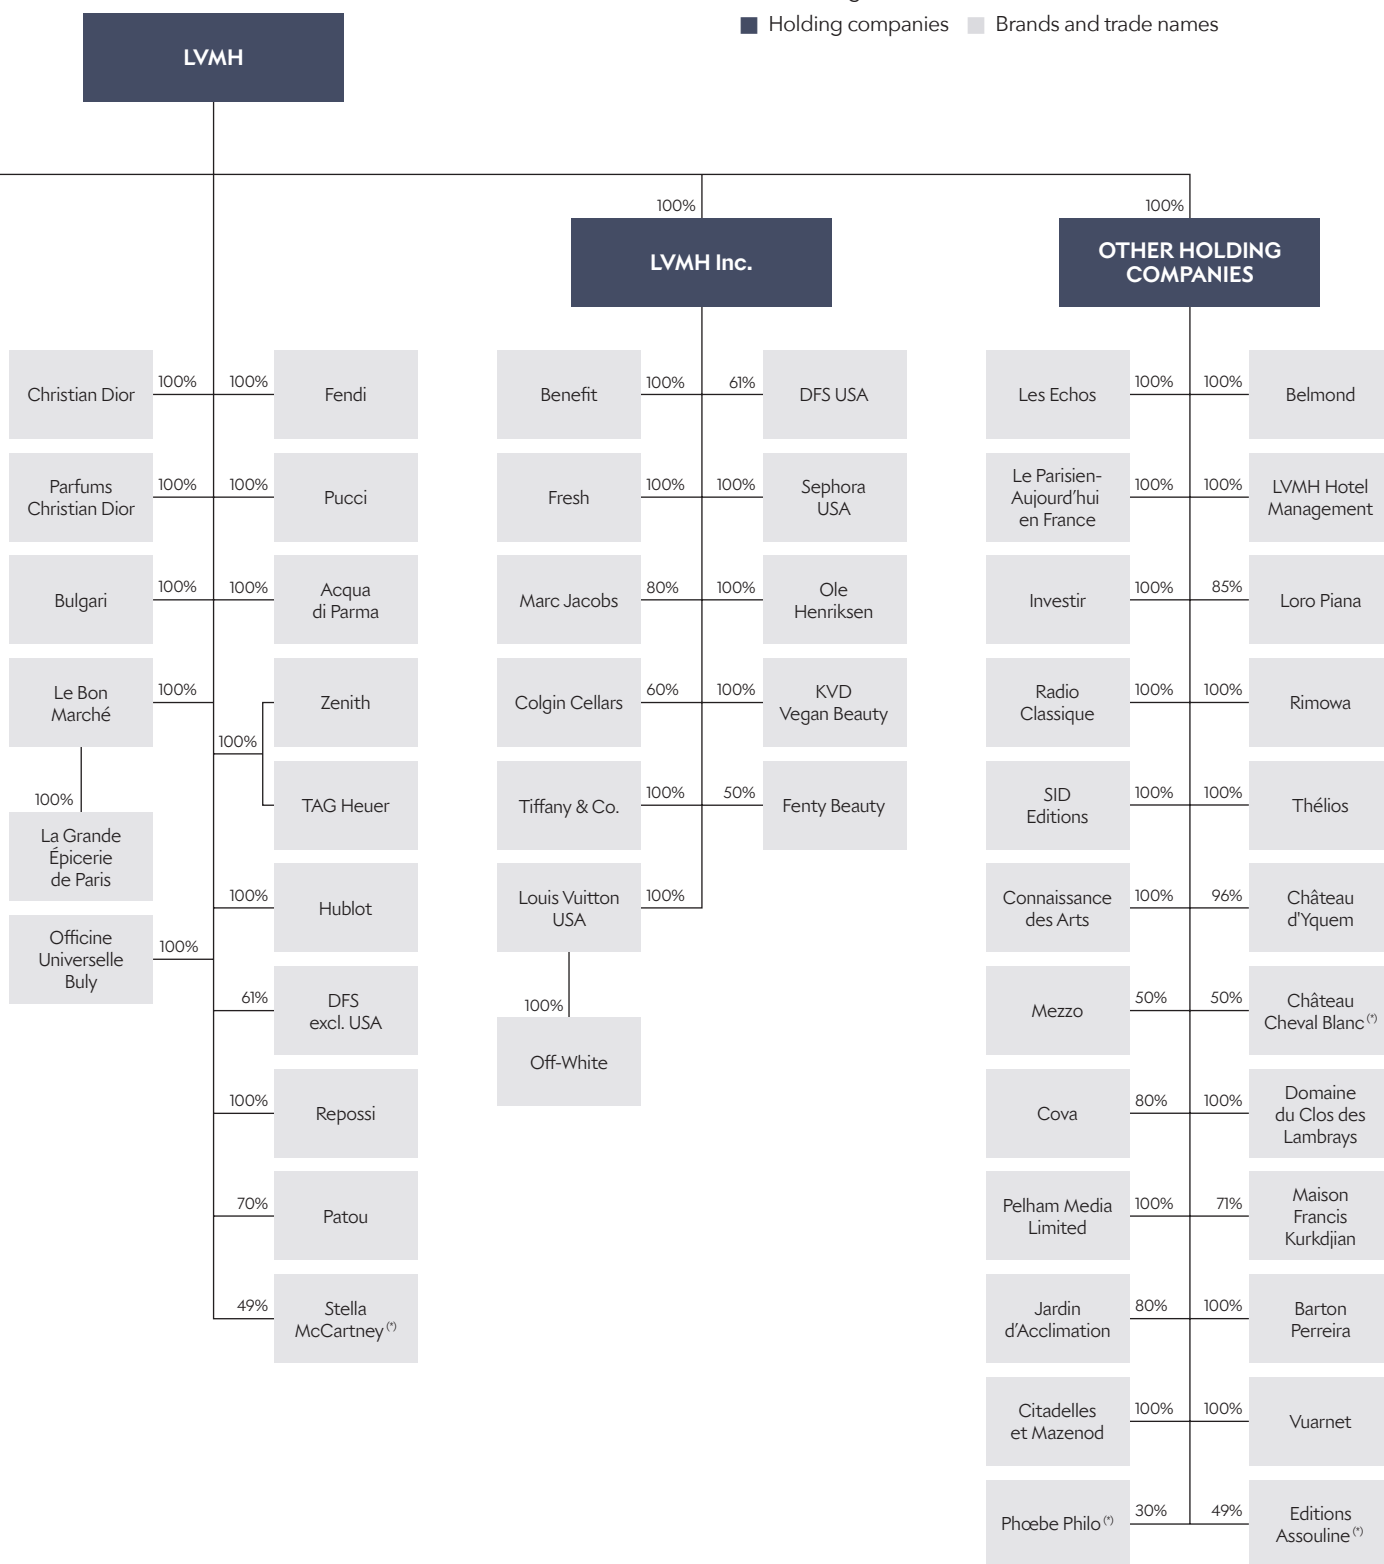 Holding companies Brands and trade names
LVMH
100%
100%
LVMH Inc.
OTHER HOLDING
COMPANIES
Christian Dior
100%
100%
Fendi
Parfums
Christian Dior
100%
100%
Pucci
Bulgari
100%
100%
Acqua
di Parma
Le Bon
Marché
100%
100%
Zenith
TAG Heuer
100%
La Grande
Épicerie
de Paris
100%
Hublot
Officine
Universelle
Buly
100%
61%
DFS
excl. USA
100%
Repossi
70%
Patou
49%
Stella
McCartney (*)
Benefit
100%
61%
DFS USA
Fresh
100%
100%
Sephora
USA
Marc Jacobs
80%
100%
Ole
Henriksen
Colgin Cellars
60%
100%
KVD
Vegan Beauty
Tiffany & Co.
100%
50%
Fenty Beauty
Louis Vuitton
USA
100%
100%
Off-White
Les Echos
100%
100%
Belmond
Le Parisien-
Aujourd'hui
en France
100%
100%
LVMH Hotel
Management
Investir
100%
85%
Loro Piana
Radio
Classique
100%
100%
Rimowa
SID
Editions
100%
100%
Thélios
Connaissance
des Arts
100%
96%
Château
d'Yquem
Mezzo
50%
50%
Château
Cheval Blanc (*)
Cova
80%
100%
Domaine
du Clos des
Lambrays
Pelham Media
Limited
100%
71%
Maison
Francis
Kurkdjian
Jardin
d'Acclimation
80%
100%
Barton
Perreira
Citadelles
et Mazenod
100%
100%
Vuarnet
Phœbe Philo (*)
30%
49%
Editions
Assouline (*)